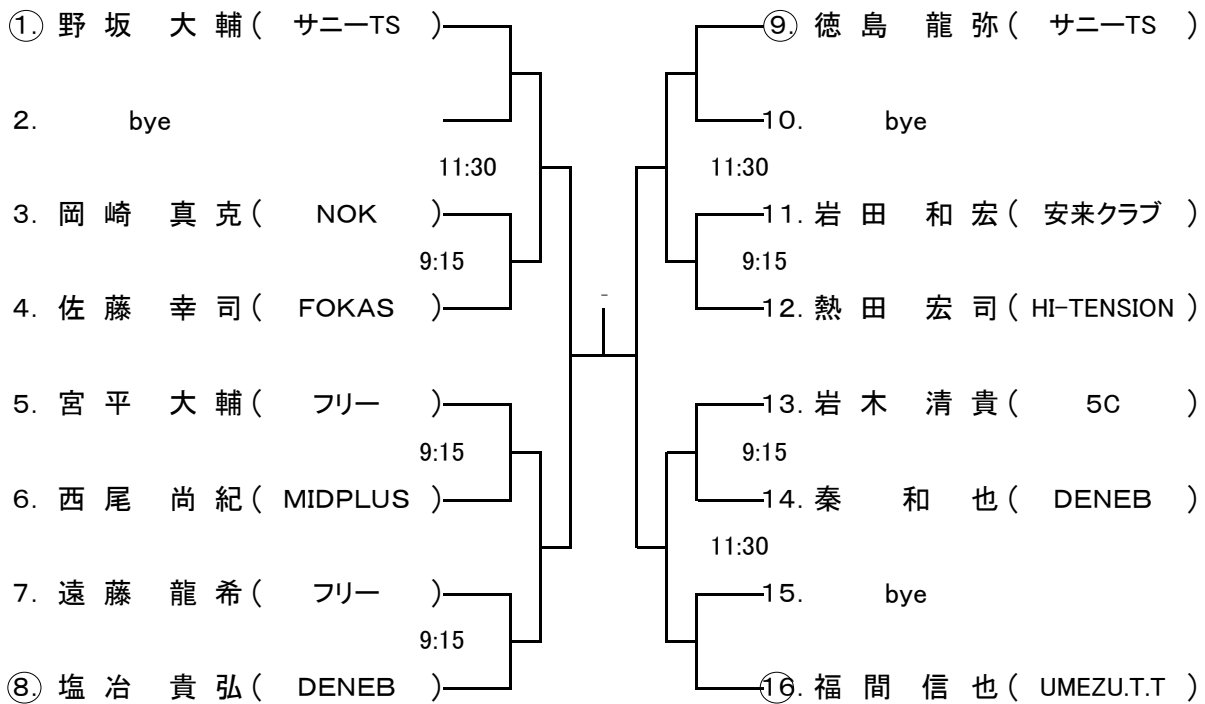 ①. 野坂 大輔( サニーTS )
2. bye
11:30
3. 岡崎 真克( NOK )
9:15
4. 佐藤 幸司( FOKAS )
5. 宮平 大輔( フリー )
9:15
6. 西尾 尚紀( MIDPLUS )
7. 遠藤 龍希( フリー )
9:15
⑧. 塩冶 貴弘( DENEB )
-
⑨. 徳島 龍弥( サニーTS )
10. bye
11:30
11. 岩田 和宏( 安来クラブ )
9:15
12. 熱田 宏司( HI-TENSION )
13. 岩木 清貴( 5C )
9:15
14. 秦 和也( DENEB )
11:30
15. bye
⑯. 福間 信也( UMEZU.T.T )